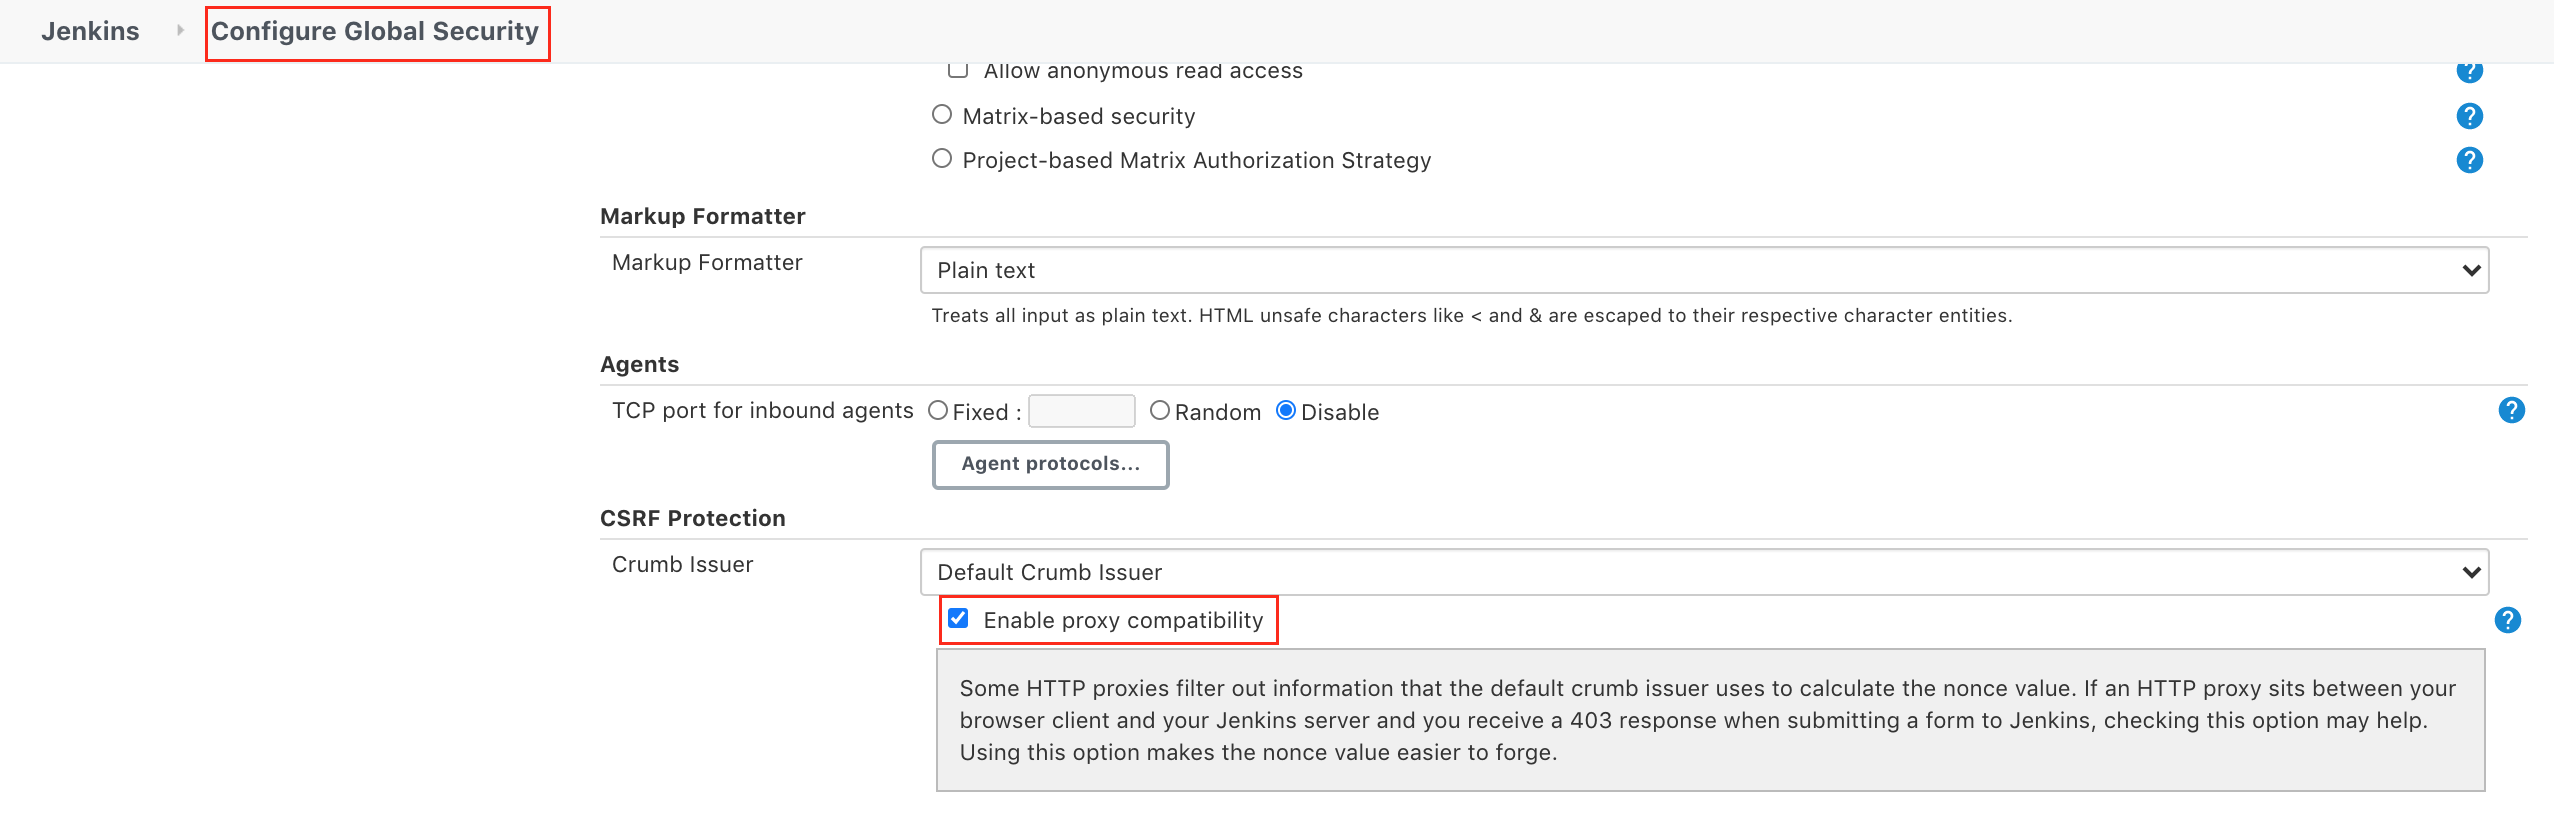 Jenkins Configure Global Security
Allow anonymous read access ?
Matrix-based security ?
Project-based Matrix Authorization Strategy ?
Markup Formatter
Markup Formatter Plain text
Treats all input as plain text. HTML unsafe characters like < and & are escaped to their respective character entities.
Agents
TCP port for inbound agents Fixed : Random Disable ?
Agent protocols...
CSRF Protection
Crumb Issuer Default Crumb Issuer
Enable proxy compatibility ?
Some HTTP proxies filter out information that the default crumb issuer uses to calculate the nonce value. If an HTTP proxy sits between your
browser client and your Jenkins server and you receive a 403 response when submitting a form to Jenkins, checking this option may help.
Using this option makes the nonce value easier to forge.